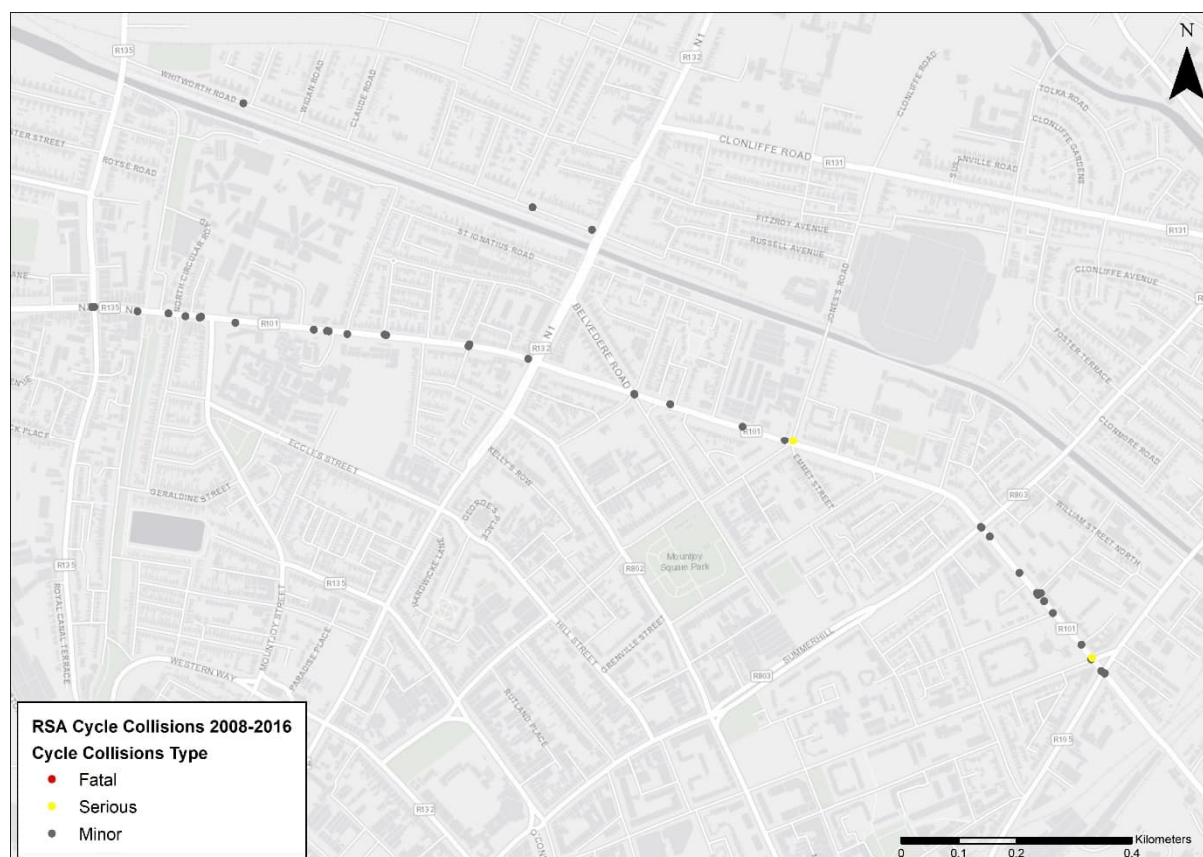 N
R135
N1
R132
WHITWORTH ROAD
WIGAN ROAD
CLAUDE ROAD
CLONLIFFE ROAD
TOLKA ROAD
CLONLIFFE GARDENS
ROYSE ROAD
CLONLIFFE ROAD
R131
FITZROY AVENUE
RUSSELL AVENUE
R131
ST IGNATIUS ROAD
NORTH CIRCULAR ROAD
CLONLIFFE AVENUE
JONES'S ROAD
R135
N
R101
N1
R132
BELVEDERE ROAD
FOSTER TERRACE
CLONMORE ROAD
R101
EMMET STREET
ECCLES STREET
KELLY'S ROW
GERALDINE STREET
GEORGE'S PLACE
R803
WILLIAM STREET NORTH
HARDWICKE LANE
Mountjoy
Square Park
R802
R135
R135
ROYAL CANAL TERRACE
MOUNTJOY STREET
PARADISE PLACE
HILL STREET
GRENVILLE STREET
SUMMERHILL
R803
R101
WESTERN WAY
RUTLAND PLACE
R105
R132
O'CON
RSA Cycle Collisions 2008-2016
Cycle Collisions Type
Fatal
Serious
Minor
Kilometers
0 0.1 0.2 0.4